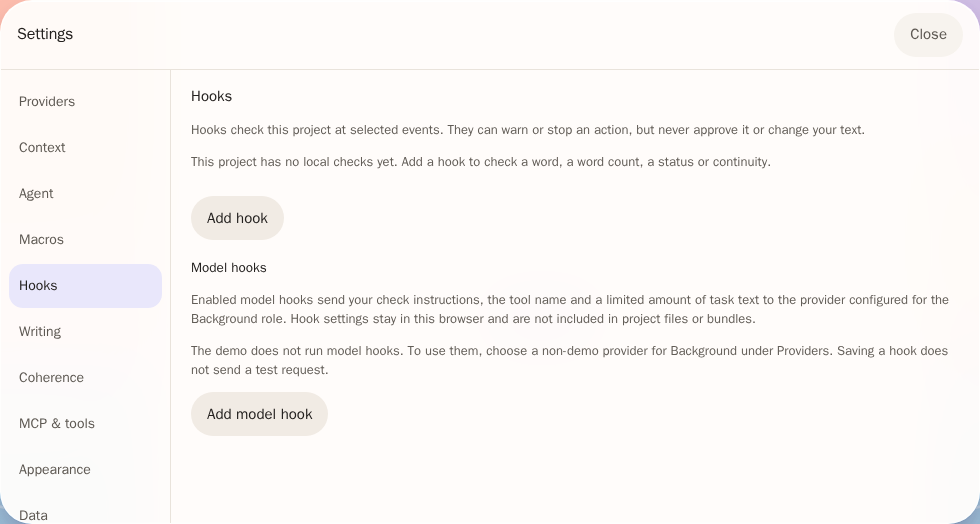 Settings
Close
Providers
Context
Agent
Macros
Hooks
Writing
Coherence
MCP & tools
Appearance
Data
Hooks
Hooks check this project at selected events. They can warn or stop an action, but never approve it or change your text.
This project has no local checks yet. Add a hook to check a word, a word count, a status or continuity.
Add hook
Model hooks
Enabled model hooks send your check instructions, the tool name and a limited amount of task text to the provider configured for the
Background role. Hook settings stay in this browser and are not included in project files or bundles.
The demo does not run model hooks. To use them, choose a non-demo provider for Background under Providers. Saving a hook does
not send a test request.
Add model hook